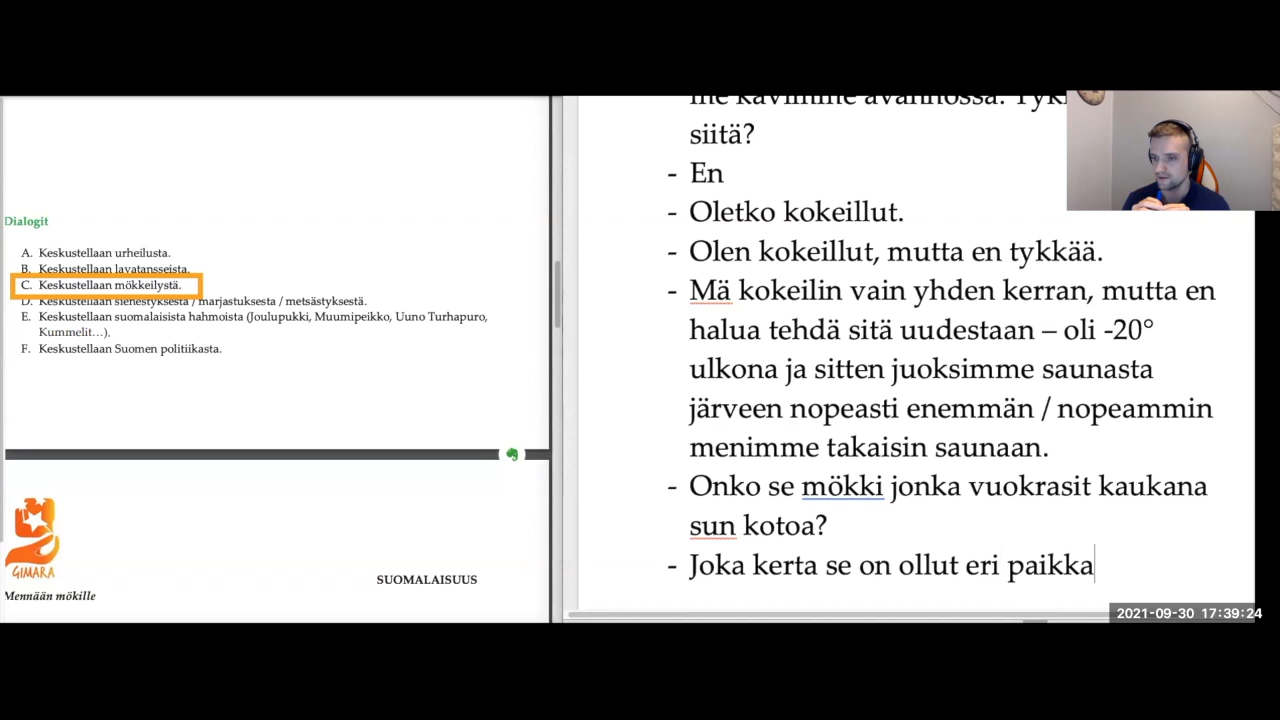 Dialogit
A. Keskustellaan urheilusta.
B. Keskustellaan lavatansseista.
C. Keskustellaan mökkeilystä.
D. Keskustellaan sienestyksestä / marjastuksesta / metsästyksestä.
E. Keskustellaan suomalaisista hahmoista (Joulupukki, Muumipeikko, Uuno Turhapuro,
Kummelit…).
F. Keskustellaan Suomen politiikasta.
GIMARA
SUOMALAISUUS
Mennään mökille
me kävimme avannossa.
siitä?
- En
- Oletko kokeillut.
- Olen kokeillut, mutta en tykkää.
- Mä kokeilin vain yhden kerran, mutta en
halua tehdä sitä uudestaan – oli -20°
ulkona ja sitten juoksimme saunasta
järveen nopeasti enemmän / nopeammin
menimme takaisin saunaan.
- Onko se mökki jonka vuokrasit kaukana
sun kotoa?
- Joka kerta se on ollut eri paikka
2021-09-30 17:39:24